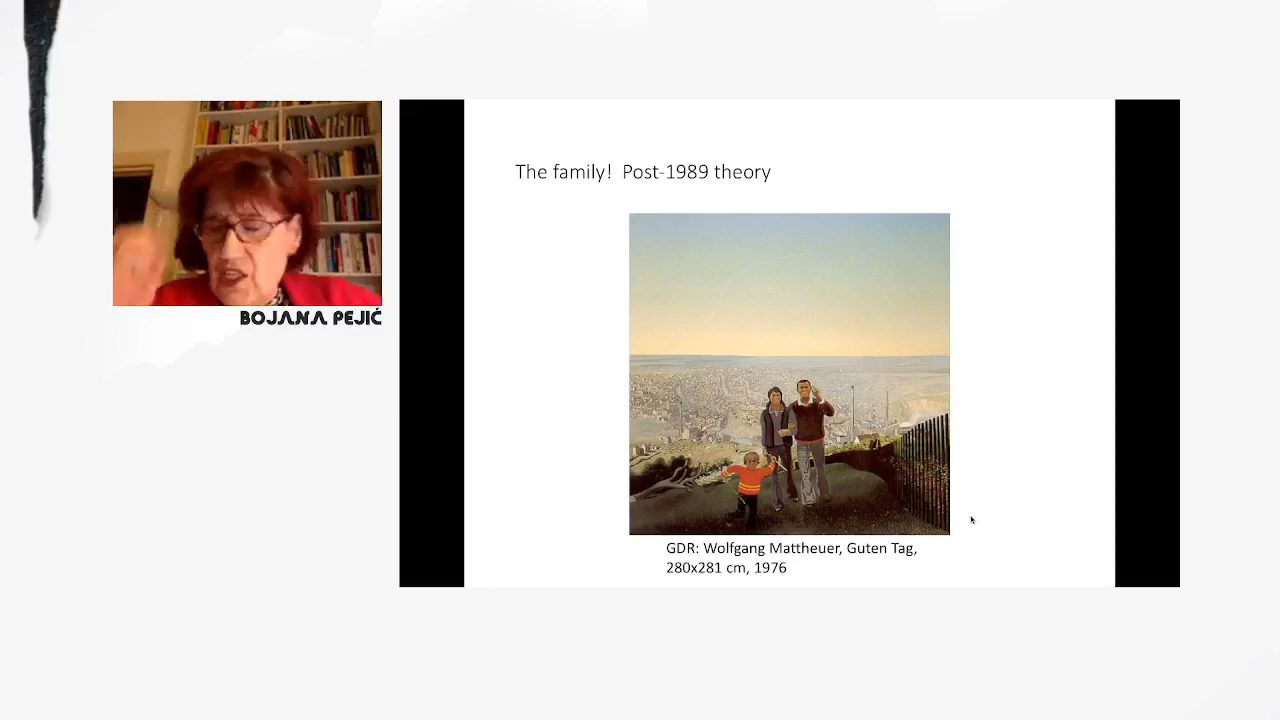 The family!  Post-1989 theory
BOJANA PEJIĆ
GDR: Wolfgang Mattheuer, Guten Tag,
280x281 cm, 1976